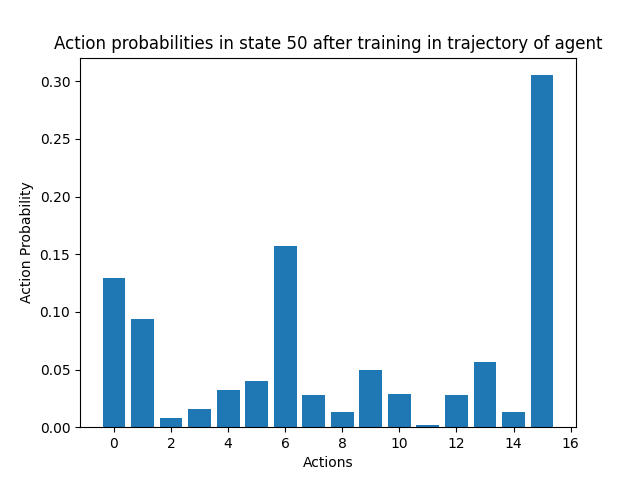 Action probabilities in state 50 after training in trajectory of agent
0.30
0.25
0.20
0.15
0.10
0.05
0.00
Action Probability
0 2 4 6 8 10 12 14 16
Actions